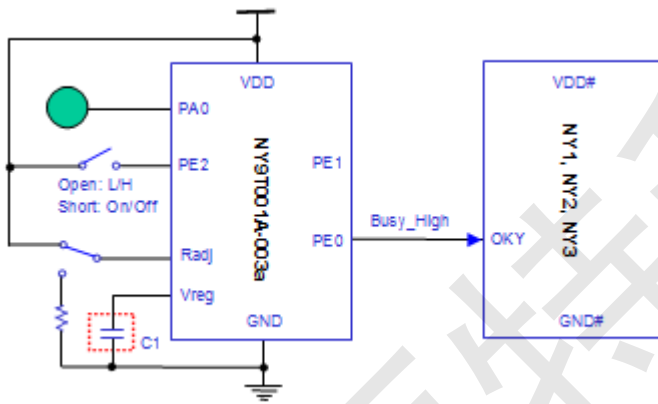 VDD
VDD#
PA0
NY9T001A-003a
NY1, NY2, NY3
PE2
PE1
Open: L/H
Short: On/Off
Busy_High
PE0
OKY
Radj
Vreg
GND
GND#
C1